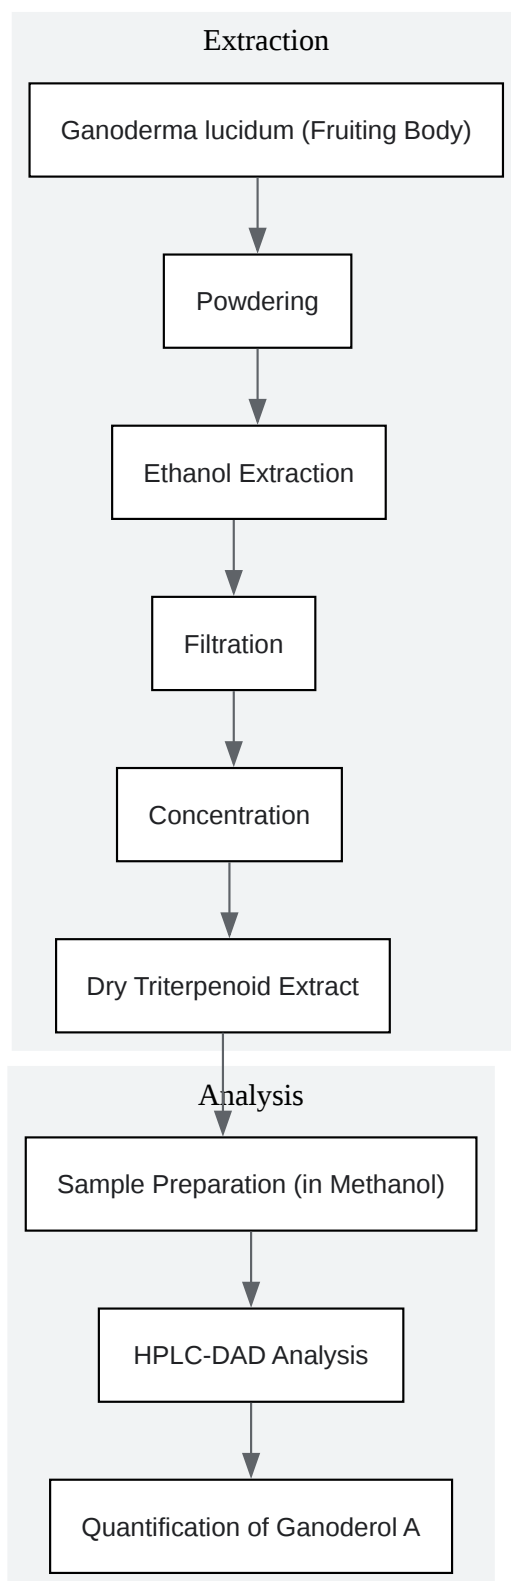 Extraction
Ganoderma lucidum (Fruiting Body)
Powdering
Ethanol Extraction
Filtration
Concentration
Dry Triterpenoid Extract
Analysis
Sample Preparation (in Methanol)
HPLC-DAD Analysis
Quantification of Ganoderol A